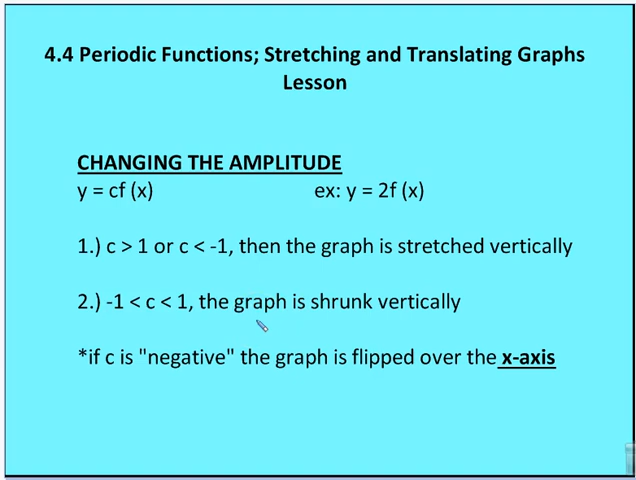 4.4 Periodic Functions; Stretching and Translating Graphs
Lesson
CHANGING THE AMPLITUDE
y = cf (x) ex: y = 2f (x)
1.) c > 1 or c < -1, then the graph is stretched vertically
2.) -1 < c < 1, the graph is shrunk vertically
*if c is "negative" the graph is flipped over the x-axis